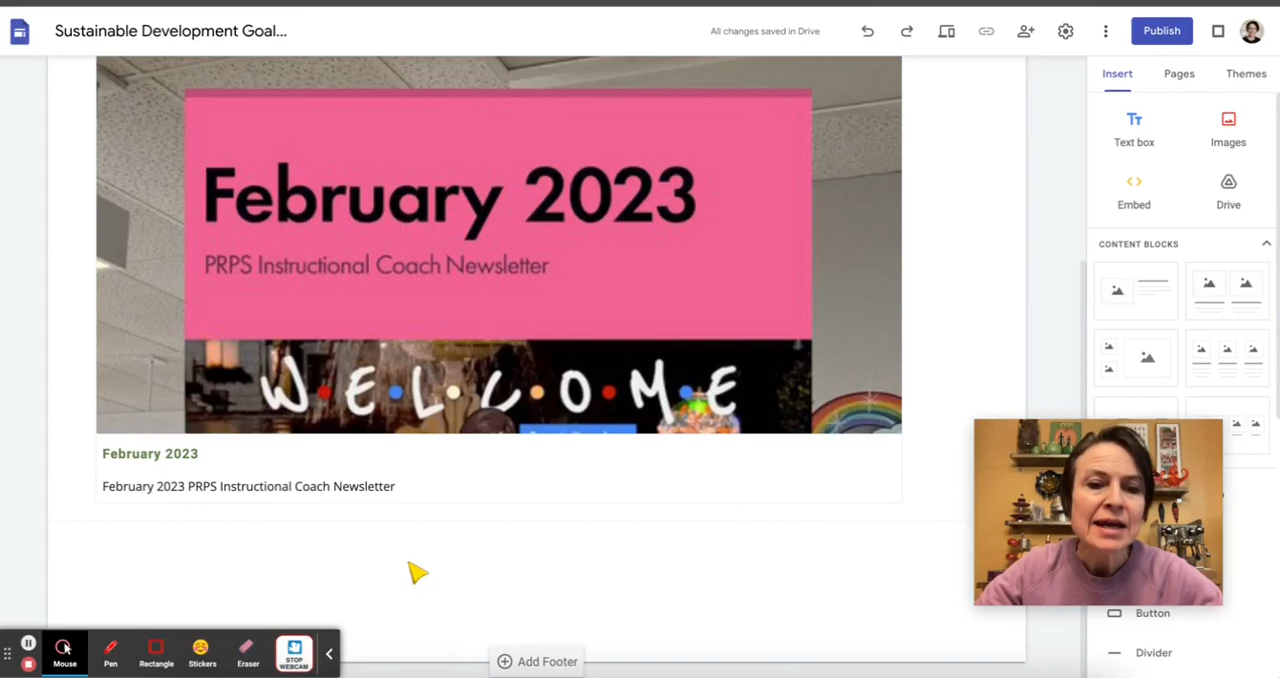 Sustainable Development Goal...
All changes saved in Drive
Publish
Insert
Pages
Themes
Text box
Images
Embed
Drive
CONTENT BLOCKS
February 2023
PRPS Instructional Coach Newsletter
WELCOME
February 2023
February 2023 PRPS Instructional Coach Newsletter
Button
Divider
Add Footer
Mouse
Pen
Rectangle
Stickers
Eraser
STOP
WEBCAM